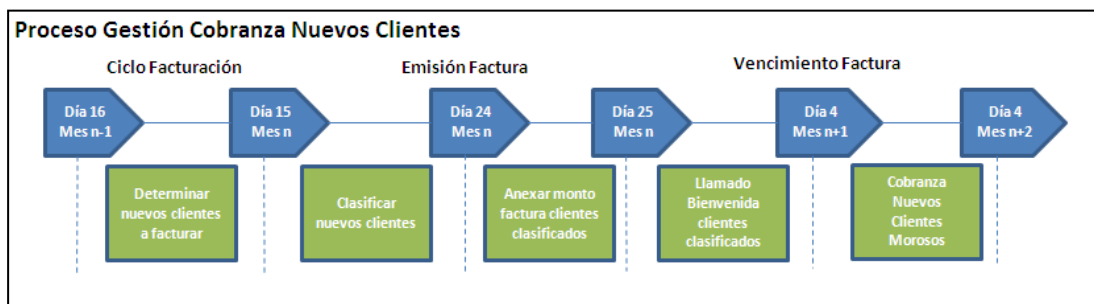 Proceso Gestión Cobranza Nuevos Clientes
Ciclo Facturación
Emisión Factura
Vencimiento Factura
Día 16
Mes n-1
Día 15
Mes n
Día 24
Mes n
Día 25
Mes n
Día 4
Mes n+1
Día 4
Mes n+2
Determinar
nuevos clientes
a facturar
Clasificar
nuevos clientes
Anexar monto
factura clientes
clasificados
Llamado
Bienvenida
clientes
clasificados
Cobranza
Nuevos
Clientes
Morosos